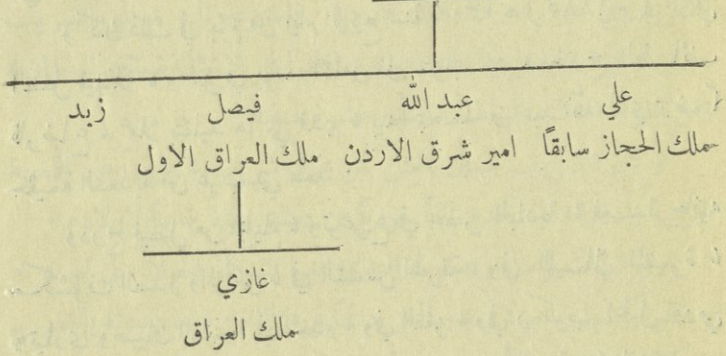 علي عبد الله فيصل زيد
ملك الحجاز سابقاً امير شرق الاردن ملك العراق الاول
غازي
ملك العراق